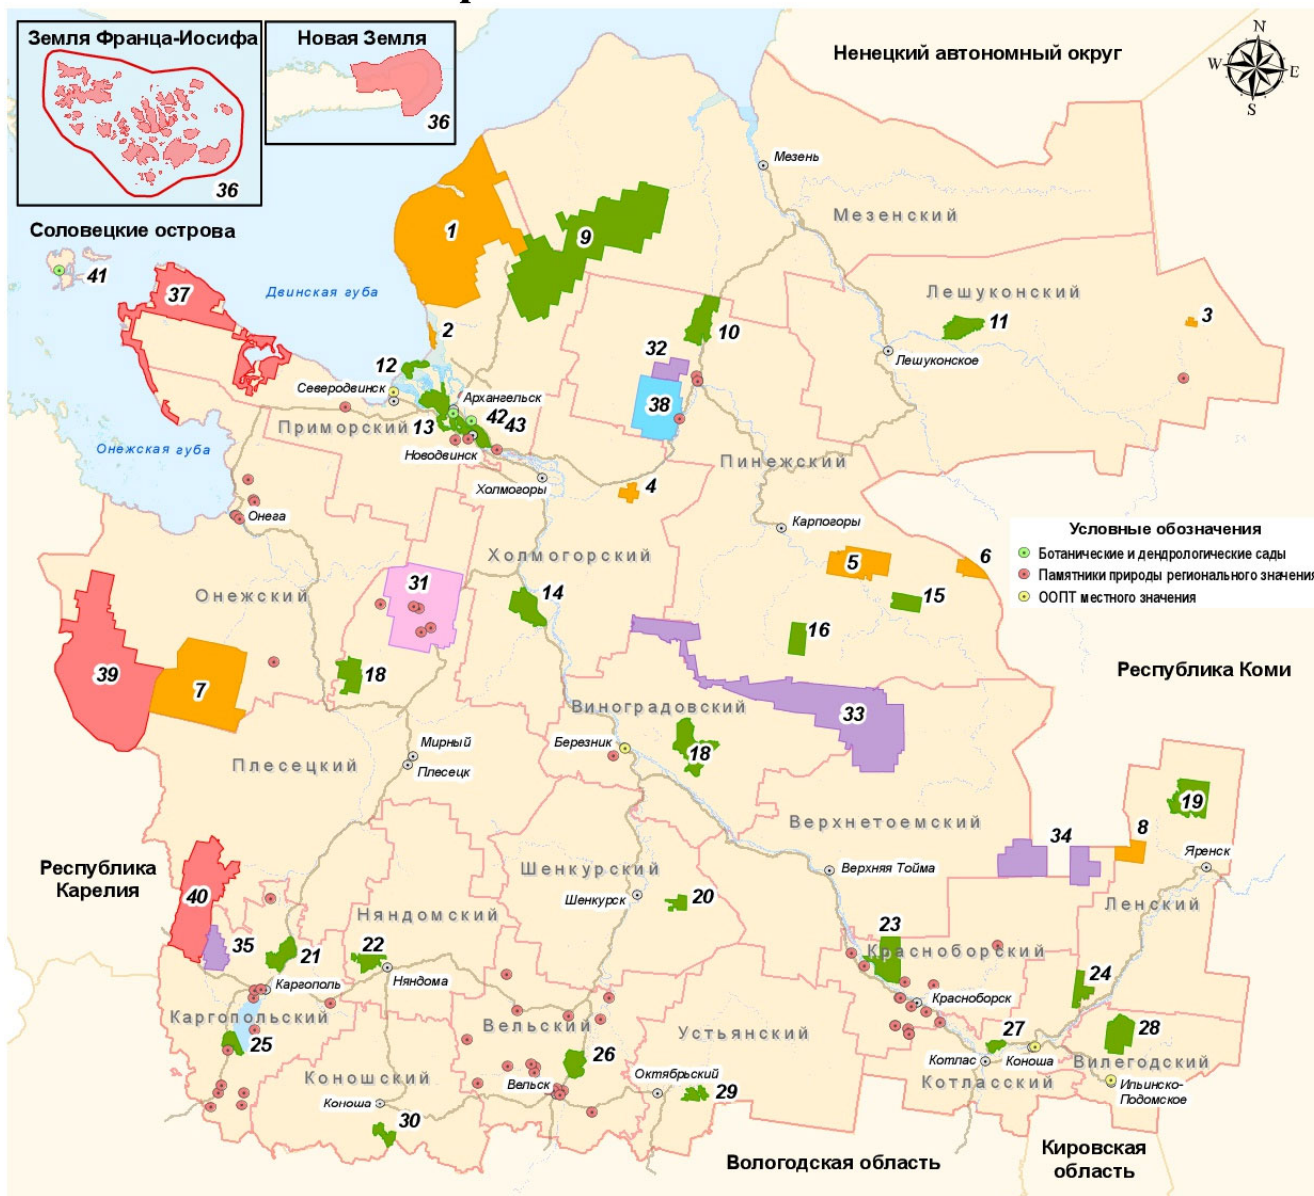 Земля Франца-Иосифа
36
Новая Земля
36
Ненецкий автономный округ
N
W
E
S
Мезень
Мезенский
1
9
Соловецкие острова
41
37
Двинская губа
Лешуконский
11
3
2
10
Лешуконское
12
32
Северодвинск
Архангельск
38
42
43
Приморский
13
Новодвинск
Онежская губа
Пинежский
Холмогоры
4
Онега
Карпогоры
Условные обозначения
Ботанические и дендрологические сады
Памятники природы регионального значения
ООПТ местного значения
Холмогорский
5
6
31
14
15
Онежский
16
39
7
18
Республика Коми
33
Виноградовский
Березник
18
Мирный
Плесецк
Плесецкий
19
Верхнетоемский
34
8
Яренск
Республика
Карелия
Шенкурский
Верхняя Тойма
40
Шенкурск
20
Ленский
Няндомский
23
35
21
22
Красноборский
Каргополь
Няндома
24
Красноборск
Каргопольский
Вельский
Устьянский
27
28
25
26
Котлас
Коноша
Вилегодский
Коношский
Октябрьский
Котласский
Вельск
Ильинско-
Подомское
29
Коноша
30
Кировская
область
Вологодская область